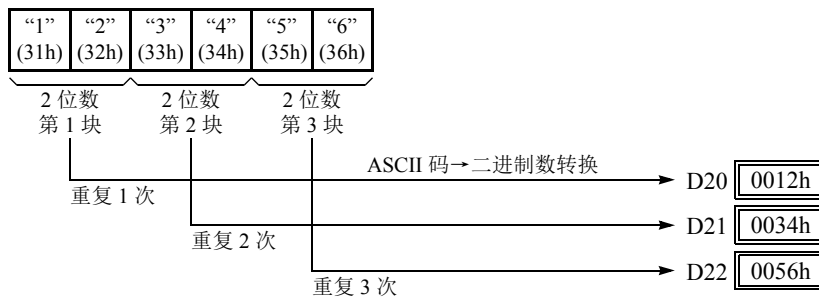 “1” “2” “3” “4” “5” “6”
(31h) (32h) (33h) (34h) (35h) (36h)
2 位数 2 位数 2 位数
第 1 块 第 2 块 第 3 块
ASCII 码→二进制数转换
D20 0012h
重复 1 次
D21 0034h
重复 2 次
D22 0056h
重复 3 次